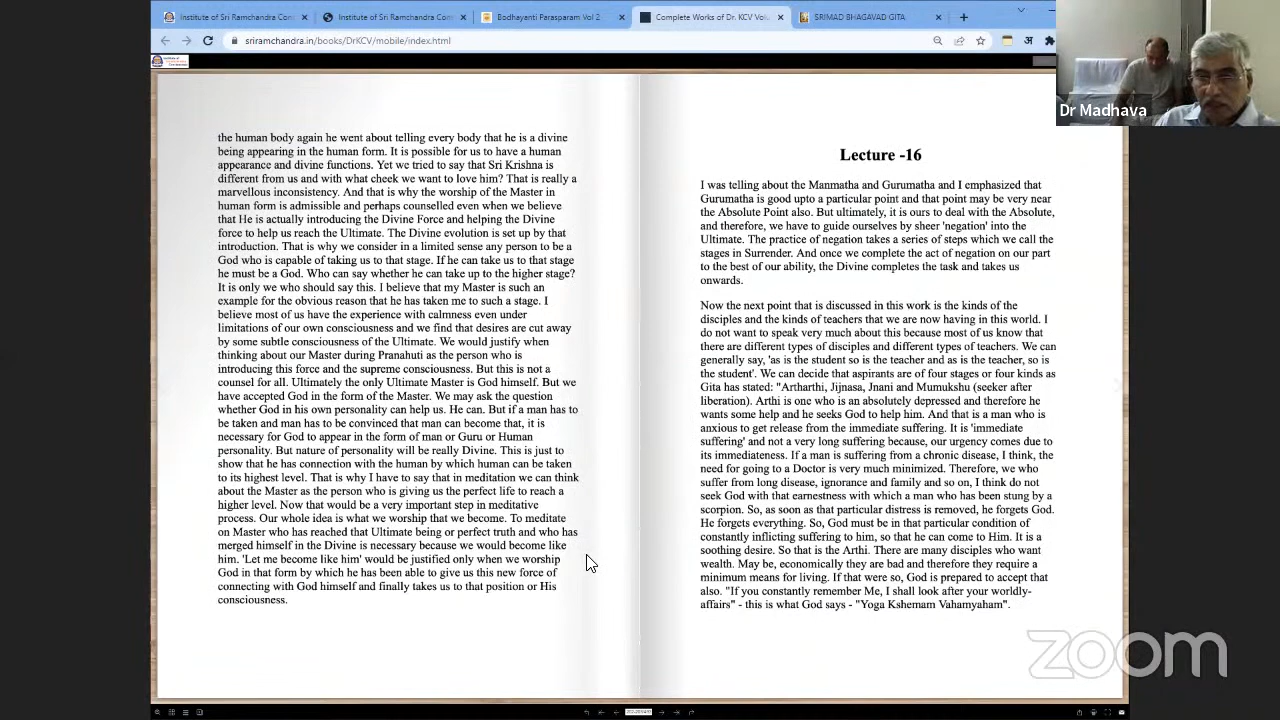 Institute of Sri Ramchandra Con
Institute of Sri Ramchandra Con
Bodhayanti Parasparam Vol 2
Complete Works of Dr. KCV Volu
SRIMAD BHAGAVAD GITA
sriramchandra.in/books/DrKCV/mobile/index.html
Dr Madhava
the human body again he went about telling every body that he is a divine
being appearing in the human form. It is possible for us to have a human
appearance and divine functions. Yet we tried to say that Sri Krishna is
different from us and with what cheek we want to love him? That is really a
marvellous inconsistency. And that is why the worship of the Master in
human form is admissible and perhaps counselled even when we believe
that He is actually introducing the Divine Force and helping the Divine
force to help us reach the Ultimate. The Divine evolution is set up by that
introduction. That is why we consider in a limited sense any person to be a
God who is capable of taking us to that stage. If he can take us to that stage
he must be a God. Who can say whether he can take up to the higher stage?
It is only we who should say this. I believe that my Master is such an
example for the obvious reason that he has taken me to such a stage. I
believe most of us have the experience with calmness even under
limitations of our own consciousness and we find that desires are cut away
by some subtle consciousness of the Ultimate. We would justify when
thinking about our Master during Pranahuti as the person who is
introducing this force and the supreme consciousness. But this is not a
counsel for all. Ultimately the only Ultimate Master is God himself. But we
have accepted God in the form of the Master. We may ask the question
whether God in his own personality can help us. He can. But if a man has to
be taken and man has to be convinced that man can become that, it is
necessary for God to appear in the form of man or Guru or Human
personality. But nature of personality will be really Divine. This is just to
show that he has connection with the human by which human can be taken
to its highest level. That is why I have to say that in meditation we can think
about the Master as the person who is giving us the perfect life to reach a
higher level. Now that would be a very important step in meditative
process. Our whole idea is what we worship that we become. To meditate
on Master who has reached that Ultimate being or perfect truth and who has
merged himself in the Divine is necessary because we would become like
him. 'Let me become like him' would be justified only when we worship
God in that form by which he has been able to give us this new force of
connecting with God himself and finally takes us to that position or His
consciousness.
Lecture -16
I was telling about the Manmatha and Gurumatha and I emphasized that
Gurumatha is good upto a particular point and that point may be very near
the Absolute Point also. But ultimately, it is ours to deal with the Absolute,
and therefore, we have to guide ourselves by sheer 'negation' into the
Ultimate. The practice of negation takes a series of steps which we call the
stages in Surrender. And once we complete the act of negation on our part
to the best of our ability, the Divine completes the task and takes us
onwards.
Now the next point that is discussed in this work is the kinds of the
disciples and the kinds of teachers that we are now having in this world. I
do not want to speak very much about this because most of us know that
there are different types of disciples and different types of teachers. We can
generally say, 'as is the student so is the teacher and as is the teacher, so is
the student'. We can decide that aspirants are of four stages or four kinds as
Gita has stated: "Artharthi, Jijnasa, Jnani and Mumukshu (seeker after
liberation). Arthi is one who is an absolutely depressed and therefore he
wants some help and he seeks God to help him. And that is a man who is
anxious to get release from the immediate suffering. It is 'immediate
suffering' and not a very long suffering because, our urgency comes due to
its immediateness. If a man is suffering from a chronic disease, I think, the
need for going to a Doctor is very much minimized. Therefore, we who
suffer from long disease, ignorance and family and so on, I think do not
seek God with that earnestness with which a man who has been stung by a
scorpion. So, as soon as that particular distress is removed, he forgets God.
He forgets everything. So, God must be in that particular condition of
constantly inflicting suffering to him, so that he can come to Him. It is a
soothing desire. So that is the Arthi. There are many disciples who want
wealth. May be, economically they are bad and therefore they require a
minimum means for living. If that were so, God is prepared to accept that
also. "If you constantly remember Me, I shall look after your worldly-
affairs" - this is what God says - "Yoga Kshemam Vahamyaham".
zoom